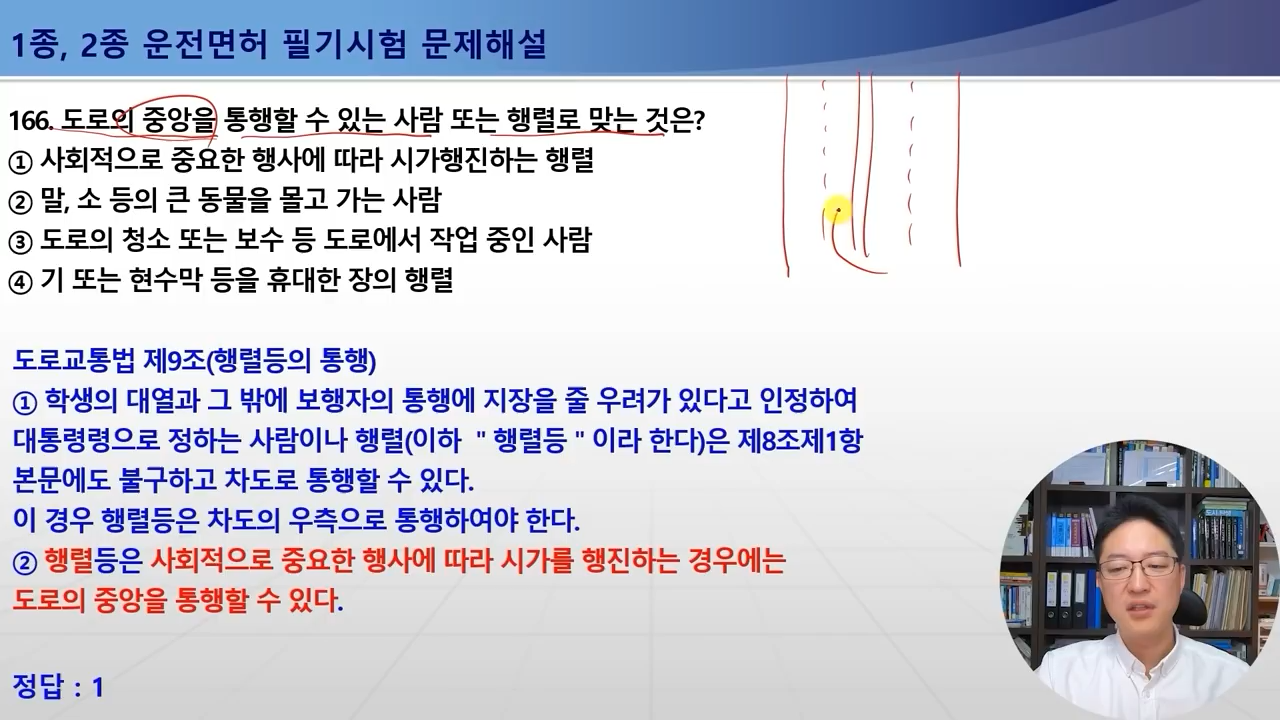 1종, 2종 운전면허 필기시험 문제해설
166. 도로의 중앙을 통행할 수 있는 사람 또는 행렬로 맞는 것은?
① 사회적으로 중요한 행사에 따라 시가행진하는 행렬
② 말, 소 등의 큰 동물을 몰고 가는 사람
③ 도로의 청소 또는 보수 등 도로에서 작업 중인 사람
④ 기 또는 현수막 등을 휴대한 장의 행렬
도로교통법 제9조(행렬등의 통행)
① 학생의 대열과 그 밖에 보행자의 통행에 지장을 줄 우려가 있다고 인정하여
대통령령으로 정하는 사람이나 행렬(이하 " 행렬등 " 이라 한다)은 제8조제1항
본문에도 불구하고 차도로 통행할 수 있다.
이 경우 행렬등은 차도의 우측으로 통행하여야 한다.
② 행렬등은 사회적으로 중요한 행사에 따라 시가를 행진하는 경우에는
도로의 중앙을 통행할 수 있다.
정답 : 1